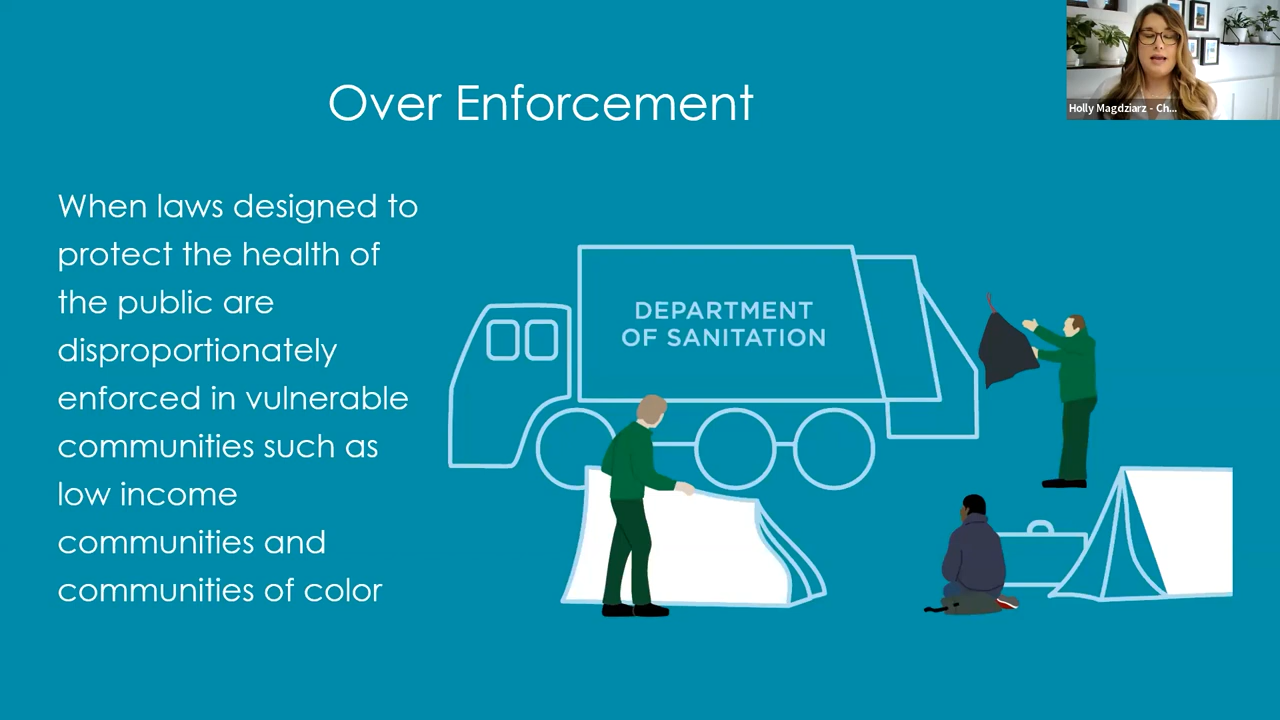 Over Enforcement
Holly Magdziarz - Ch...
When laws designed to
protect the health of
the public are
disproportionately
enforced in vulnerable
communities such as
low income
communities and
communities of color
DEPARTMENT
OF SANITATION